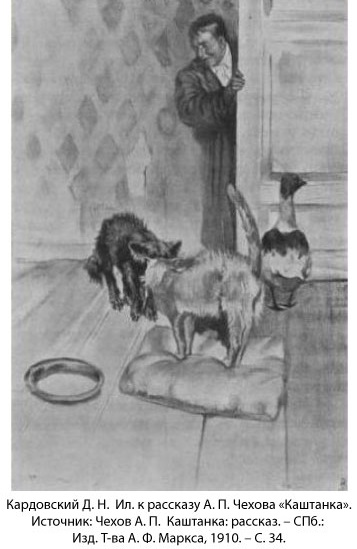 Кардовский Д. Н. Ил. к рассказу А. П. Чехова «Каштанка».
Источник: Чехов А. П. Каштанка: рассказ. – СПб.:
Изд. Т-ва А. Ф. Маркса, 1910. – С. 34.